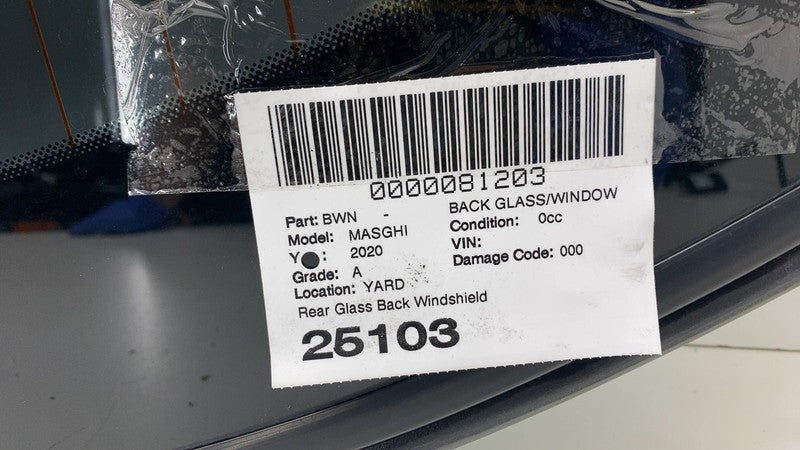 0000081203
Part: BWN - BACK GLASS/WINDOW
Model: MASGHI Condition: 0cc
Y : 2020 VIN:
Grade: A Damage Code: 000
Location: YARD
Rear Glass Back Windshield
25103